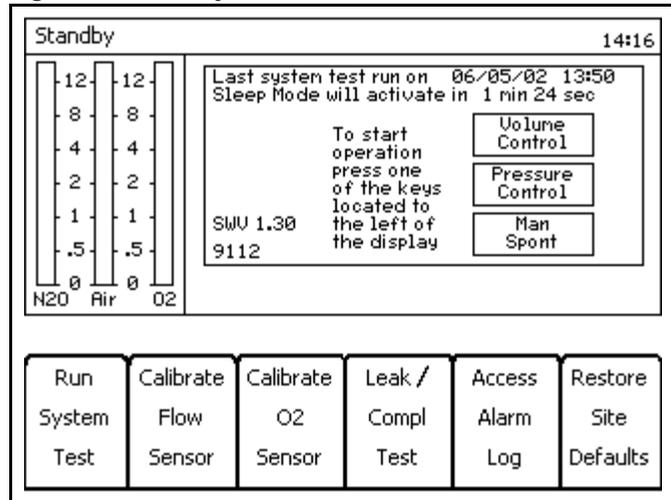 Standby
14:16
12 12
8 8
4 4
2 2
1 1
.5 .5
0 0
N2O Air O2
Last system test run on 06/05/02 13:50
Sleep Mode will activate in 1 min 24 sec
To start
operation
press one
of the keys
located to
the left of
the display
SWV 1.30
9112
Volume
Control
Pressure
Control
Man
Spont
Run
System
Test
Calibrate
Flow
Sensor
Calibrate
O2
Sensor
Leak /
Compl
Test
Access
Alarm
Log
Restore
Site
Defaults